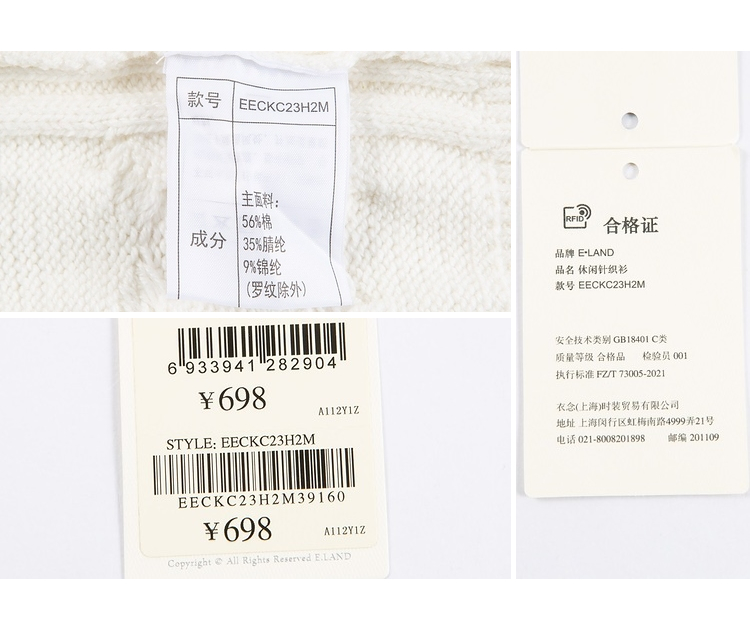 款号 EECKC23H2M
主面料:
56%棉
成分 35%腈纶
9%锦纶
(罗纹除外)
6 933941 282904
¥698
A112Y1Z
STYLE: EECKC23H2M
EECKC23H2M39160
¥698
A112Y1Z
Copyright © All Rights Reserved E.LAND
RFID 合格证
品牌 E•LAND
品名 休闲针织衫
款号 EECKC23H2M
安全技术类别 GB18401 C类
质量等级 合格品 检验员 001
执行标准 FZ/T 73005-2021
衣念(上海)时装贸易有限公司
地址 上海闵行区虹梅南路4999弄21号
电话 021-8008201898 邮编 201109